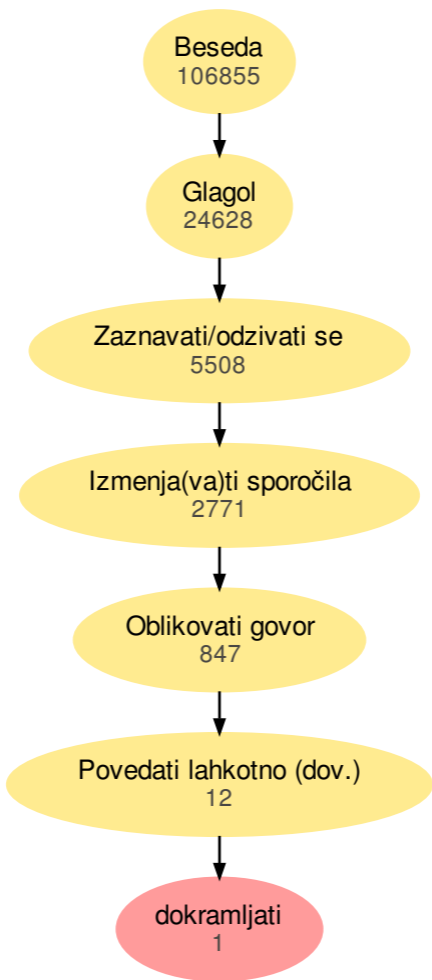 Beseda
106855
Glagol
24628
Zaznavati/odzivati se
5508
Izmenja(va)ti sporočila
2771
Oblikovati govor
847
Povedati lahkotno (dov.)
12
dokramljati
1